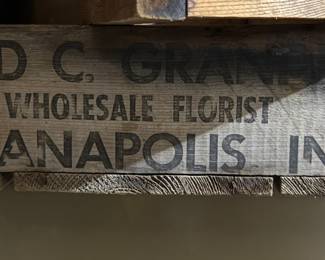 D C. GRAN
WHOLESALE FLORIST
ANAPOLIS, IN